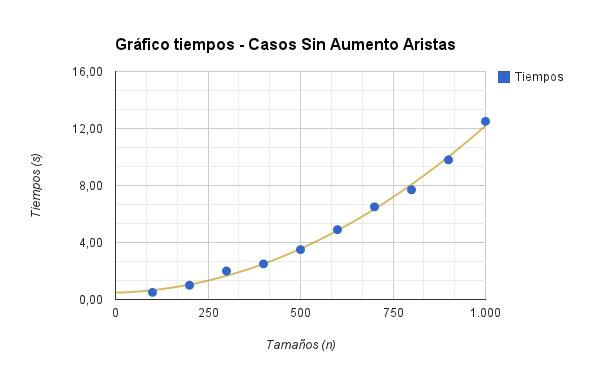 Gráfico tiempos - Casos Sin Aumento Aristas
16,00
Tiempos
12,00
8,00
4,00
0,00
Tiempos (s)
0
250
500
750
1.000
Tamaños (n)